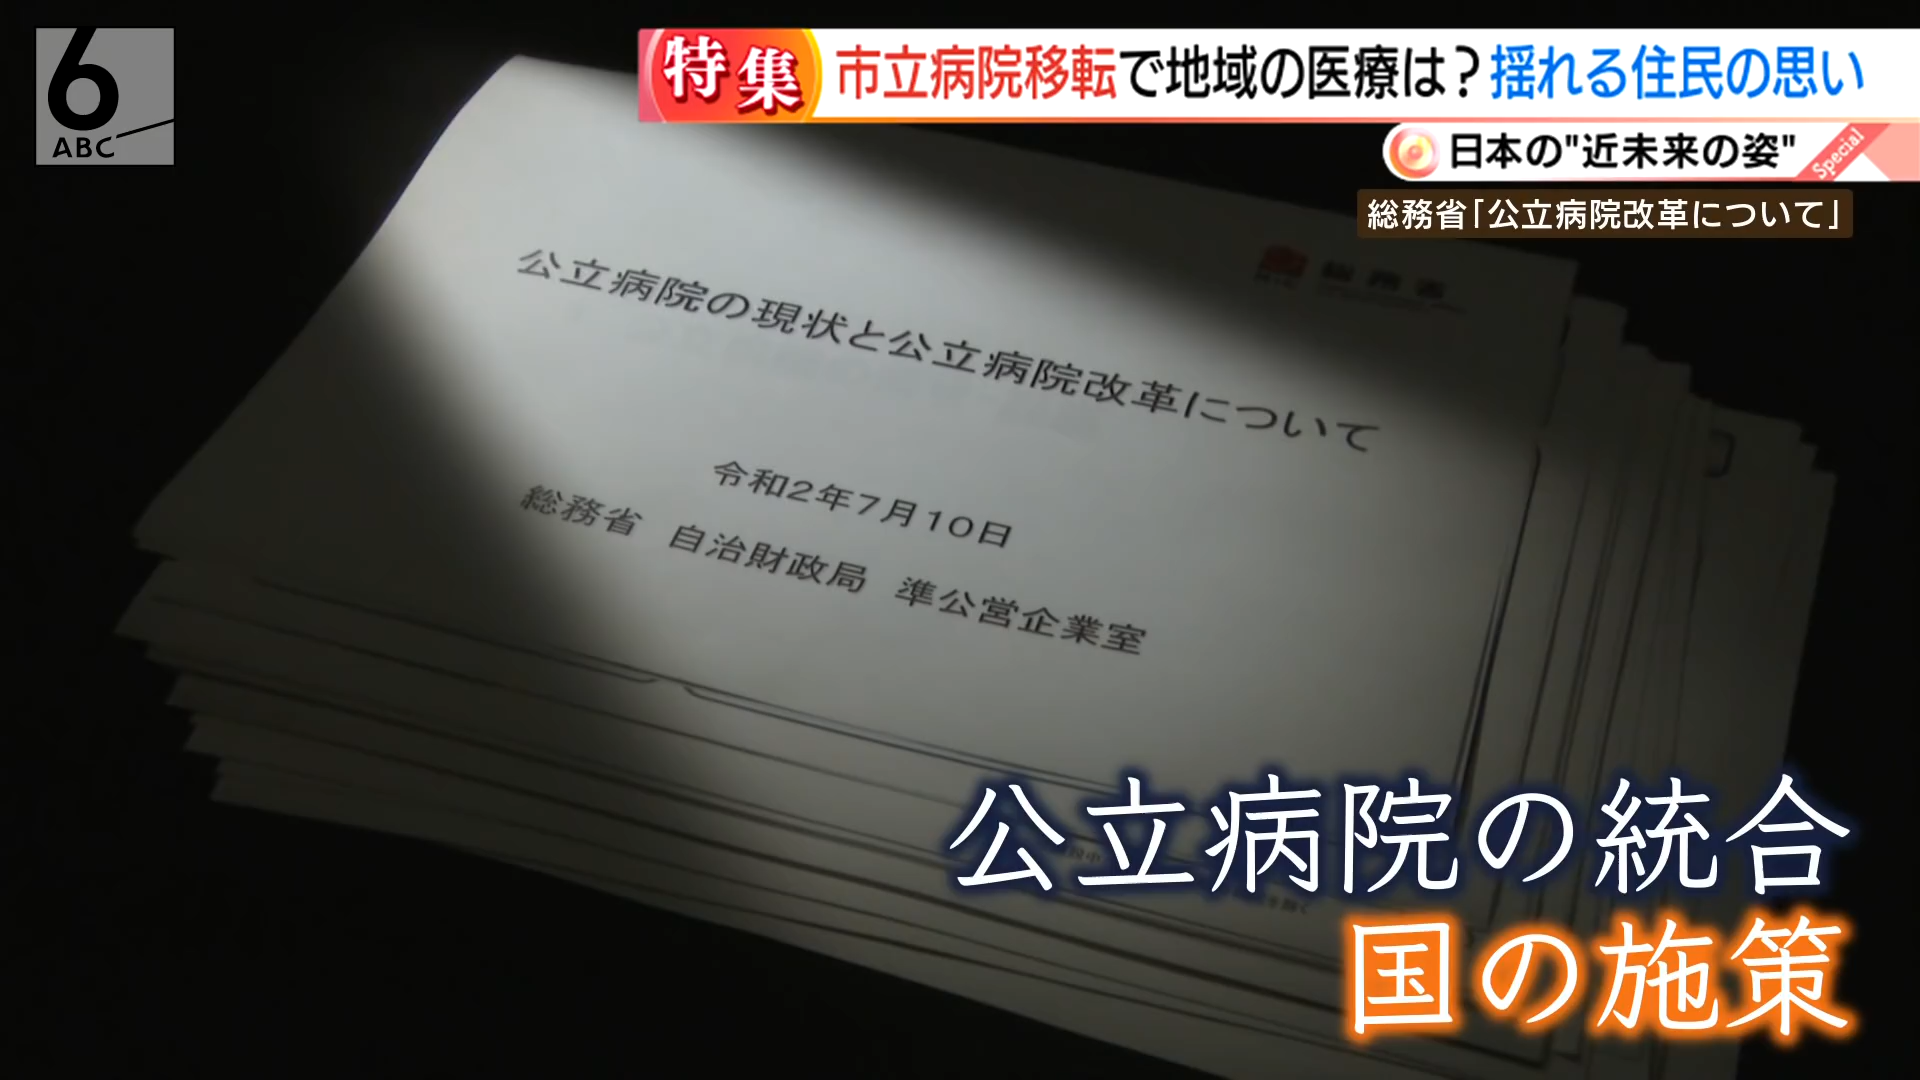 6
ABC
特集
市立病院移転で地域の医療は?揺れる住民の思い
日本の"近未来の姿"
Special
総務省「公立病院改革について」
総務省
公立病院の現状と公立病院改革について
令和2年7月10日
総務省 自治財政局 準公営企業室
公立病院の統合
国の施策